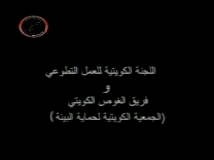 اللجنة الكويتية للعمل التطوعي
و
فريق الغوص الكويتي
(الجمعية الكويتية لحماية البيئة)